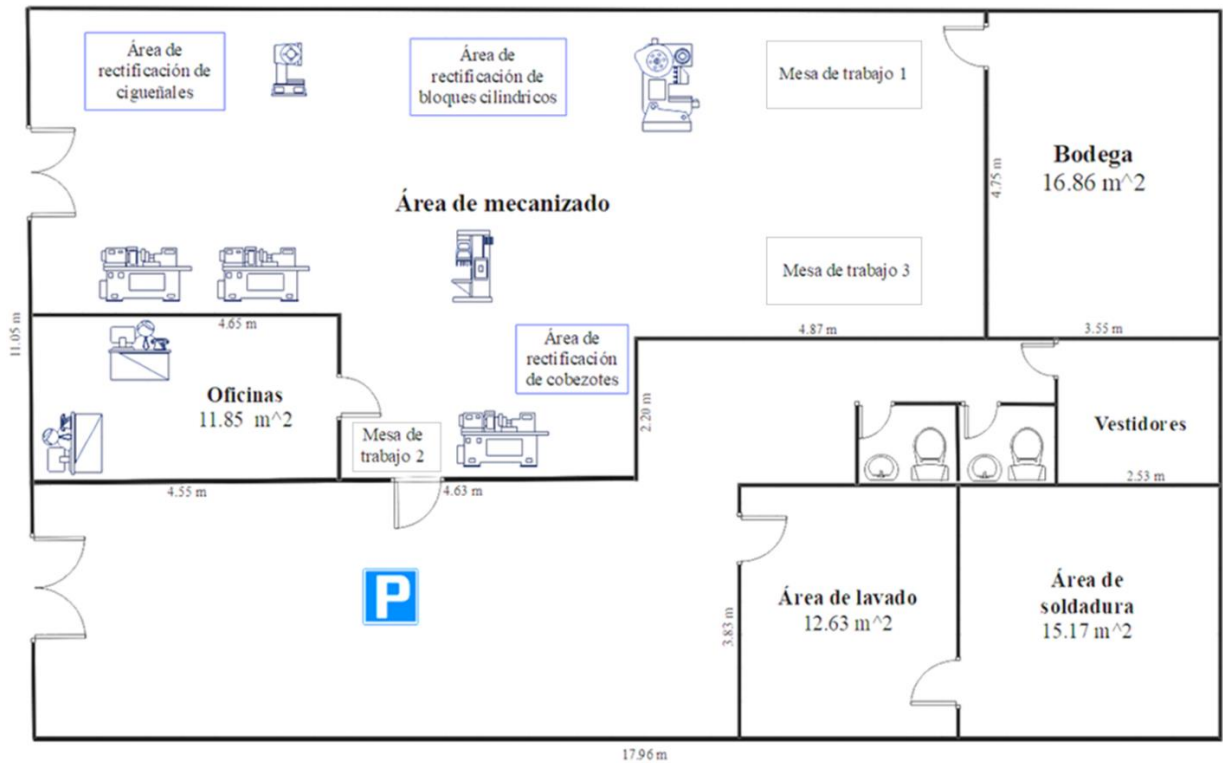 Área de
rectificación de
cigueñales
Área de
rectificación de
bloques cilíndricos
Mesa de trabajo 1
Bodega
16.86 m^2
4.75 m
Área de mecanizado
Mesa de trabajo 3
4.65 m
4.87 m
3.55 m
11.05 m
Área de
rectificación
de cobezotes
Oficinas
11.85 m^2
2.20 m
Mesa de
trabajo 2
Vestidores
4.55 m
4.63 m
2.53 m
P
Área de lavado
12.63 m^2
3.83 m
Área de
soldadura
15.17 m^2
17.96 m